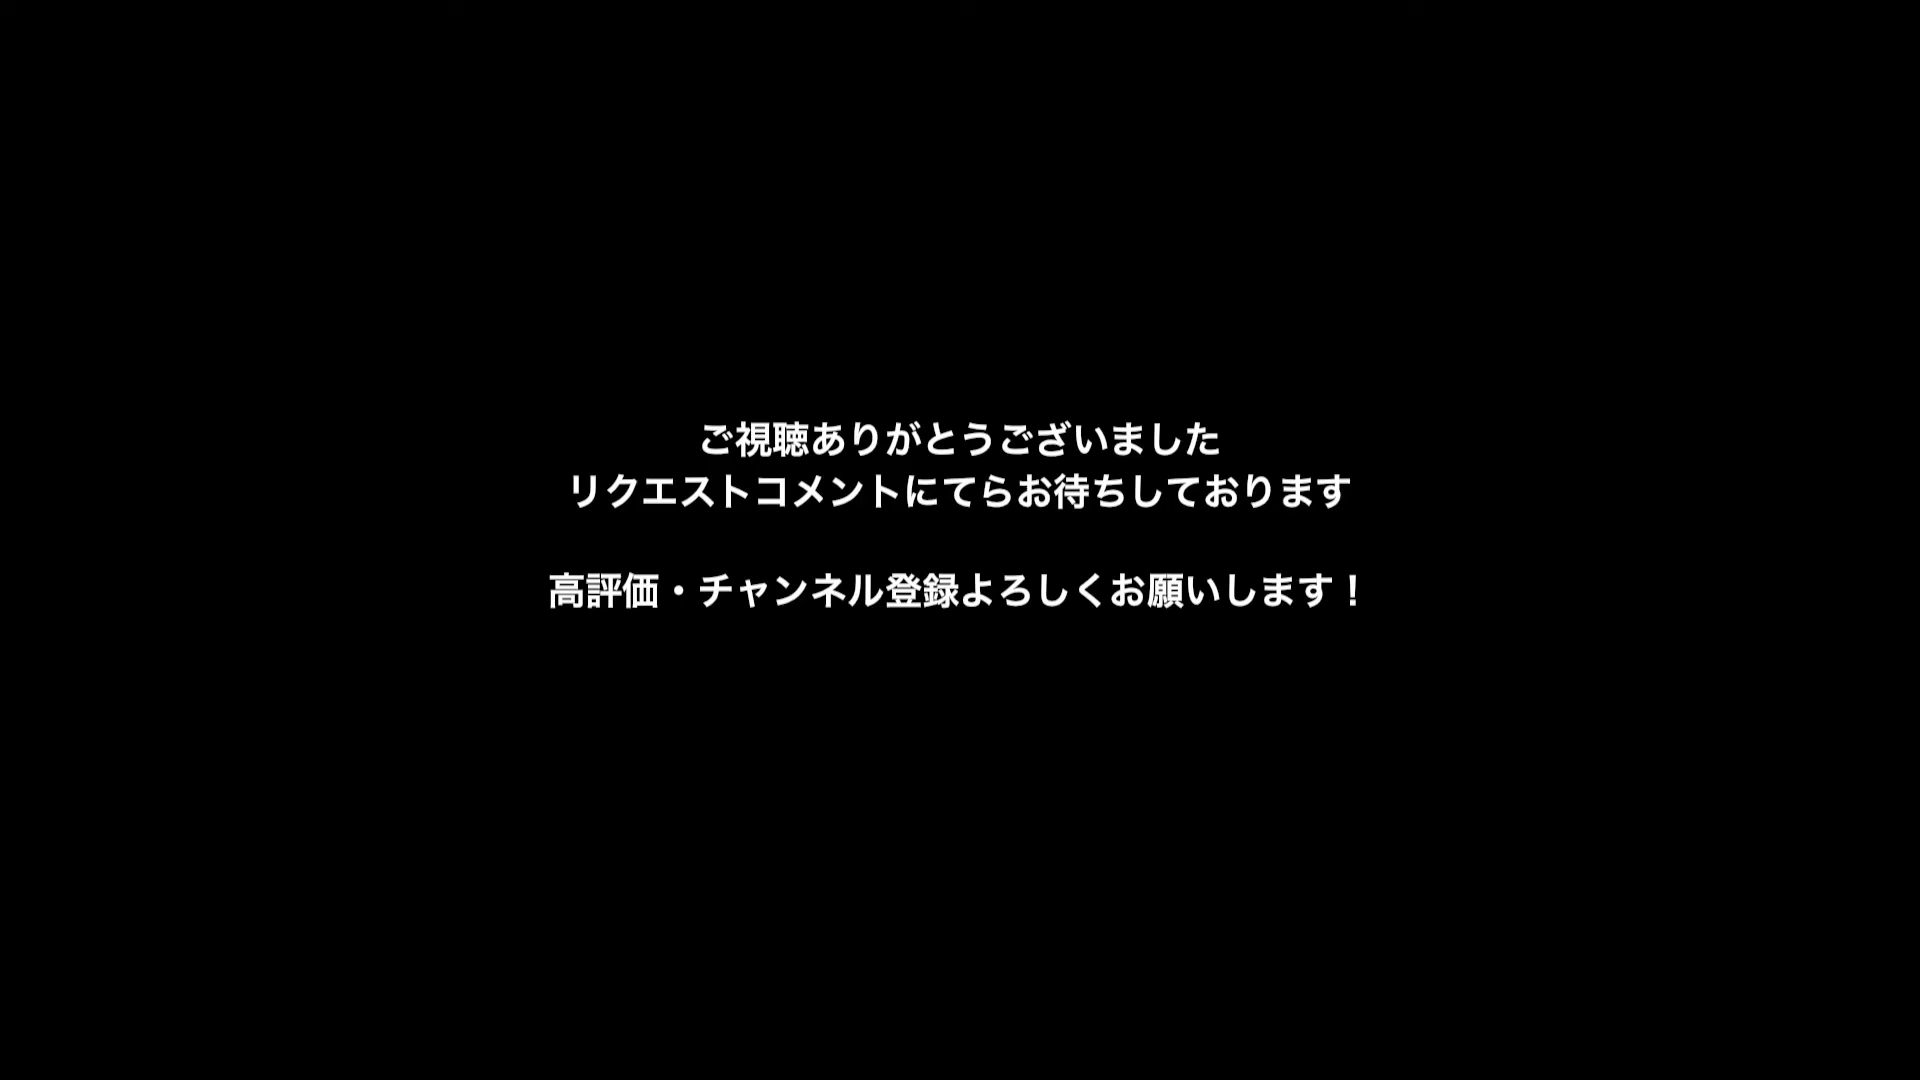 ご視聴ありがとうございました
リクエストコメントにてらお待ちしております
高評価・チャンネル登録よろしくお願いします！